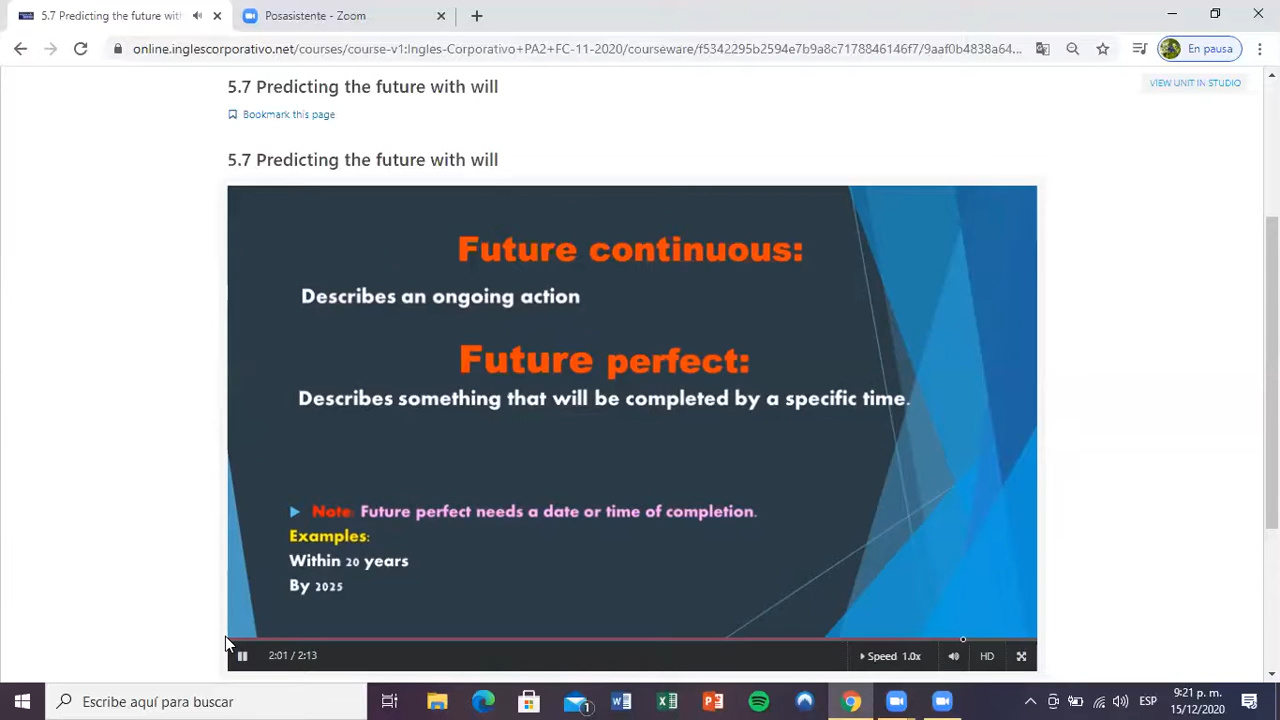 5.7 Predicting the future with
Posasistente - Zoom
online.inglescorporativo.net/courses/course-v1:Ingles-Corporativo+PA2+FC-11-2020/courseware/f5342295b2594e7b9a8c7178846146f7/9aaf0b4838a64...
En pausa
5.7 Predicting the future with will
VIEW UNIT IN STUDIO
Bookmark this page
5.7 Predicting the future with will
Future continuous:
Describes an ongoing action
Future perfect:
Describes something that will be completed by a specific time.
Note: Future perfect needs a date or time of completion.
Examples:
Within 20 years
By 2025
2:01 / 2:13
Speed 1.0x
HD
Escribe aquí para buscar
1
ESP
9:21 p. m.
15/12/2020